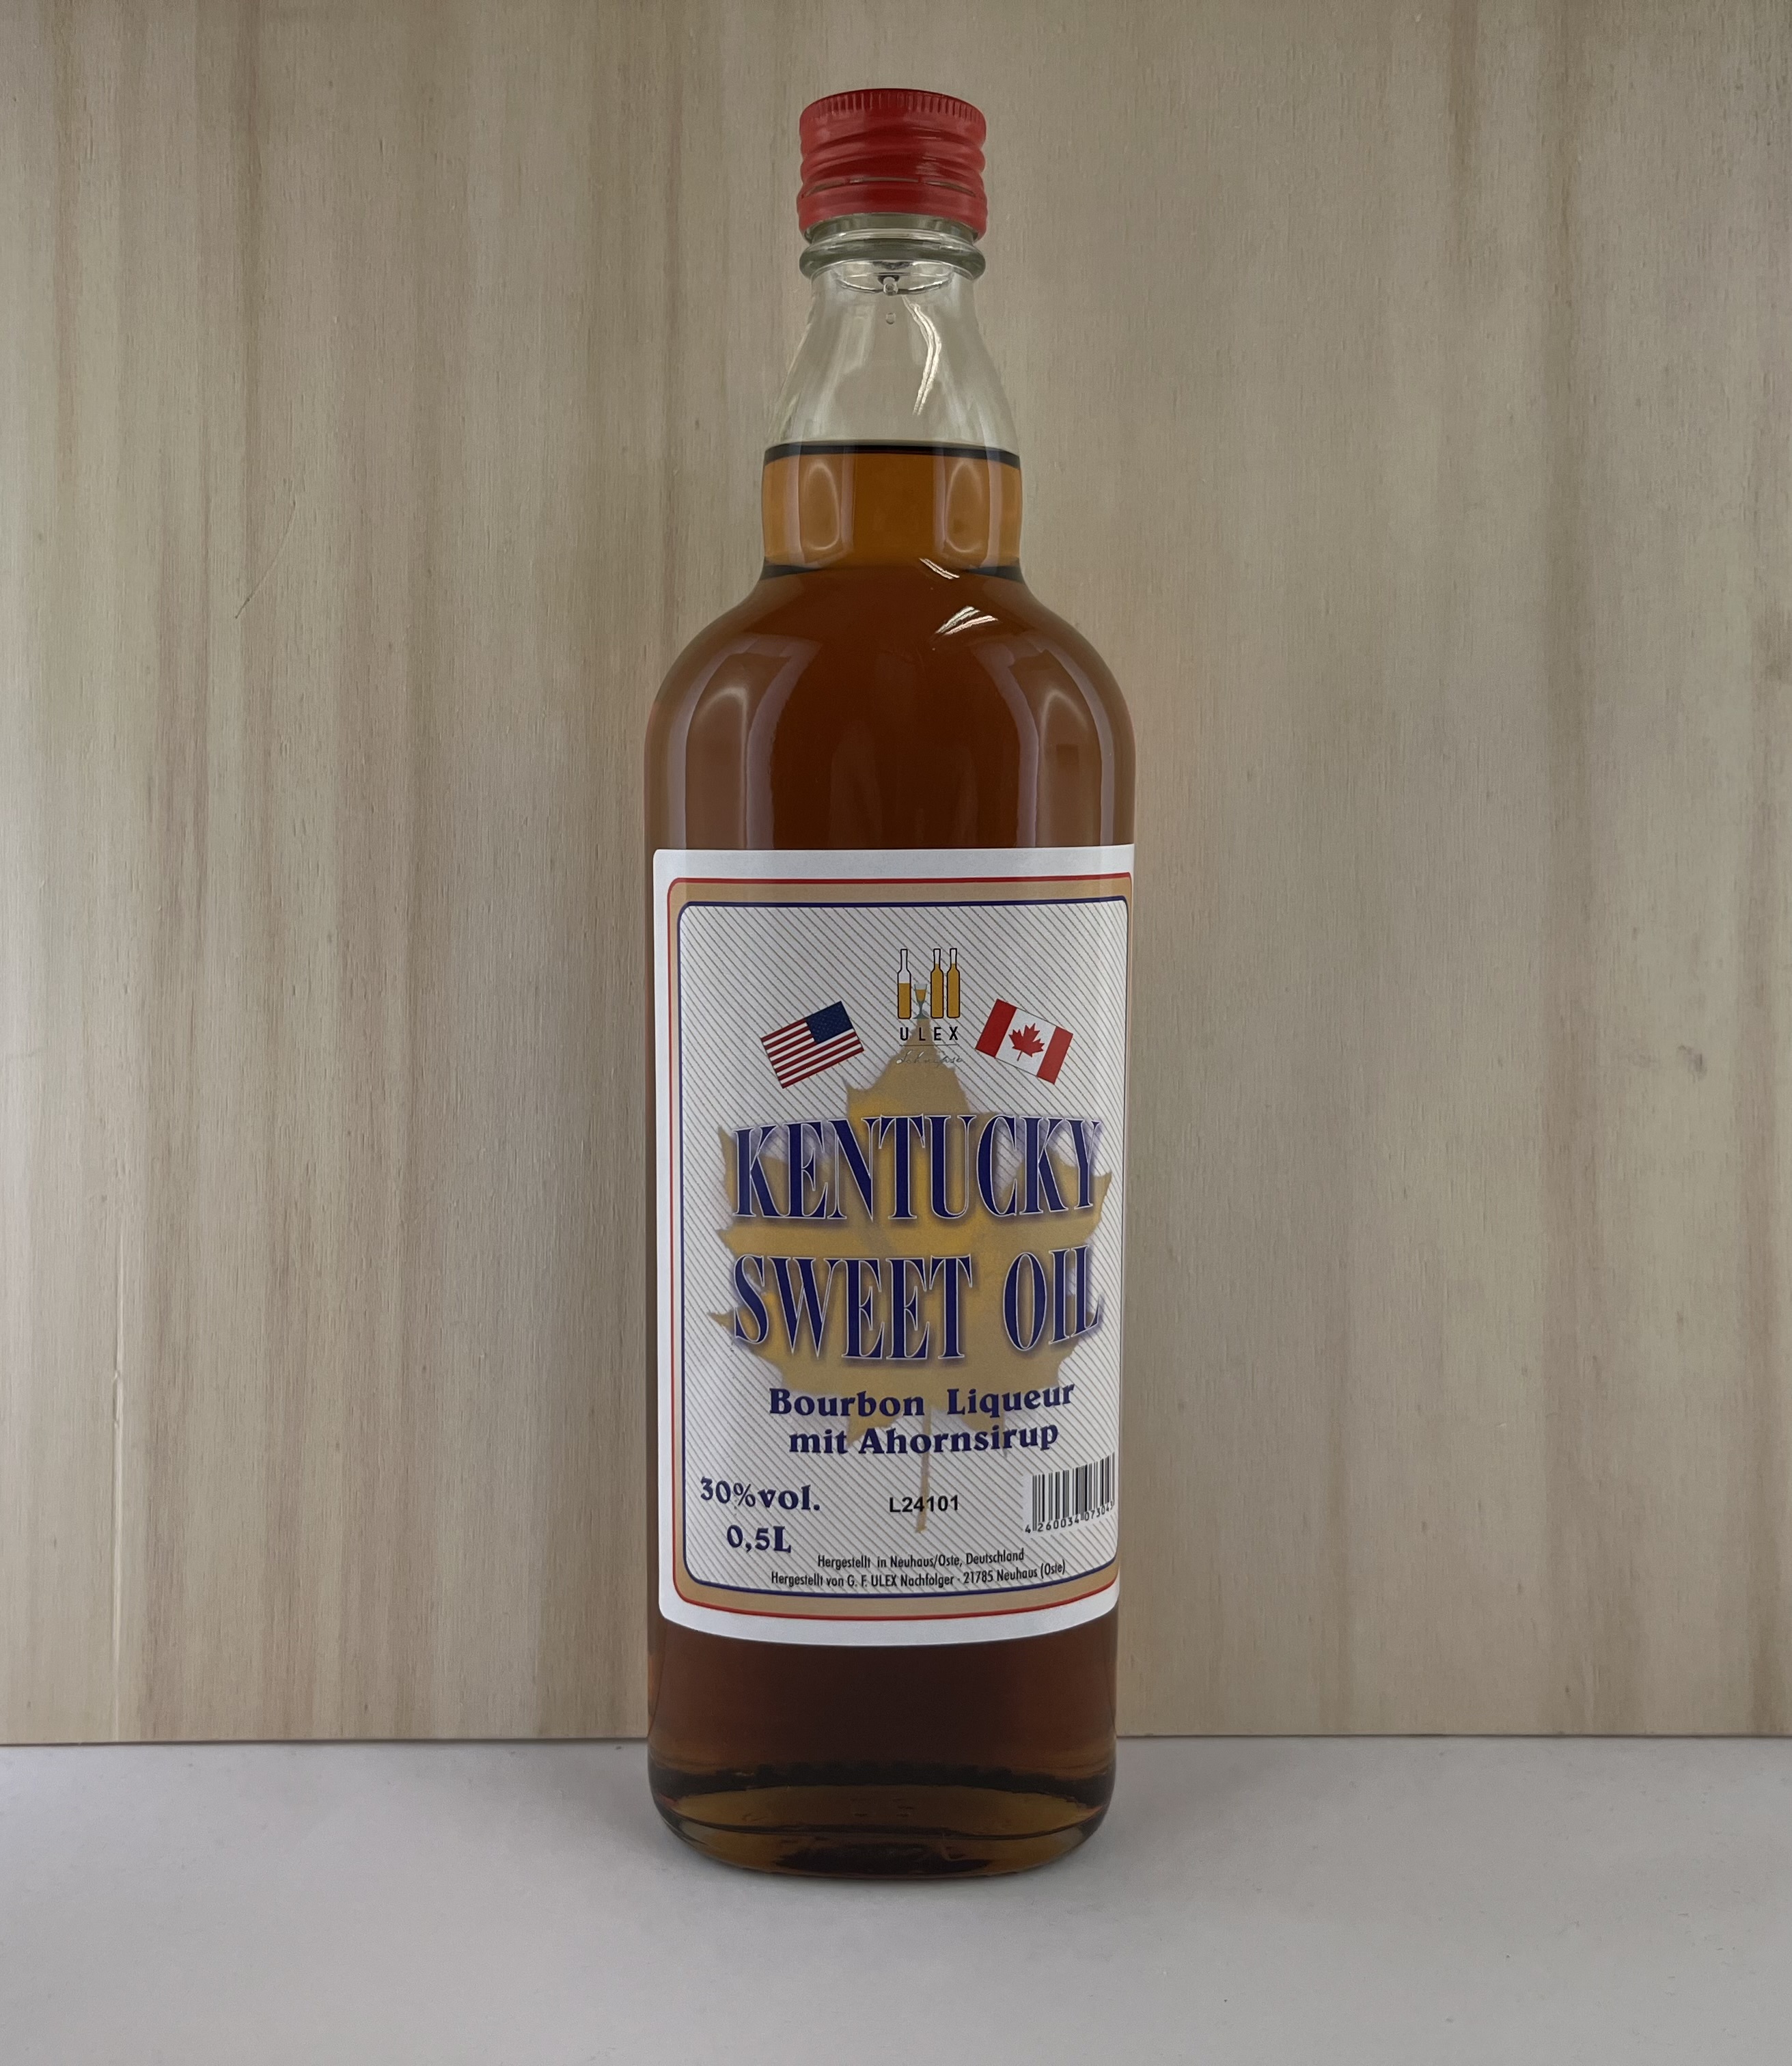 ULEX
KENTUCKY
SWEET OIL
Bourbon Liqueur
mit Ahornsirup
30%vol.
L24101
0,5L
Hergestellt in Neuhaus/Oste, Deutschland
Hergestellt von G. F. ULEX Nachfolger - 21785 Neuhaus (Oste)